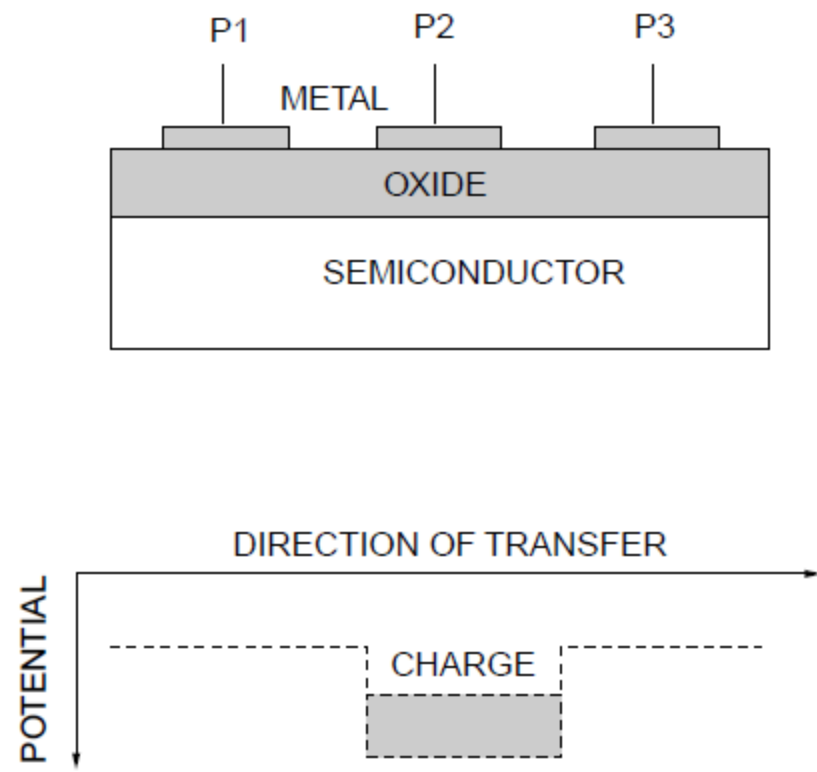 P1 P2 P3
METAL
OXIDE
SEMICONDUCTOR
DIRECTION OF TRANSFER
POTENTIAL
CHARGE